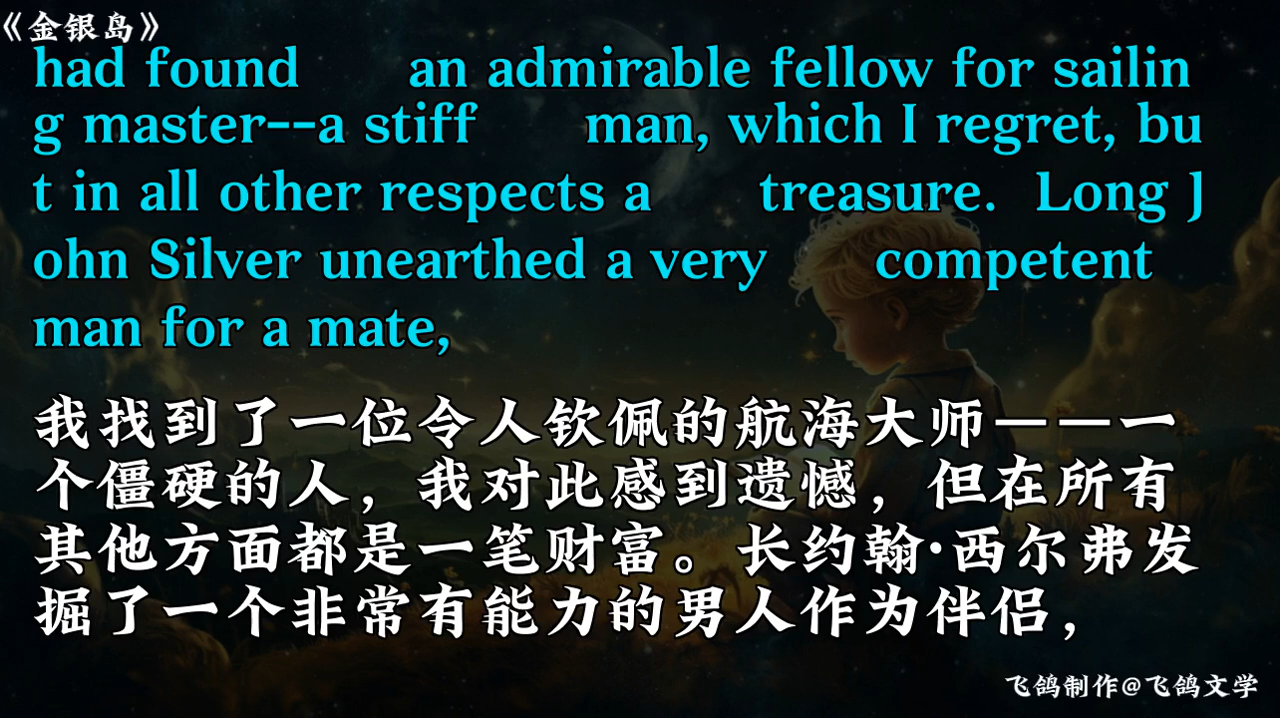 《金银岛》
had found an admirable fellow for sailin
g master--a stiff man, which I regret, bu
t in all other respects a treasure. Long J
ohn Silver unearthed a very competent
man for a mate,
我找到了一位令人钦佩的航海大师——一
个僵硬的人，我对此感到遗憾，但在所有
其他方面都是一笔财富。长约翰·西尔弗发
掘了一个非常有能力的男人作为伴侣，
飞鸽制作@飞鸽文学